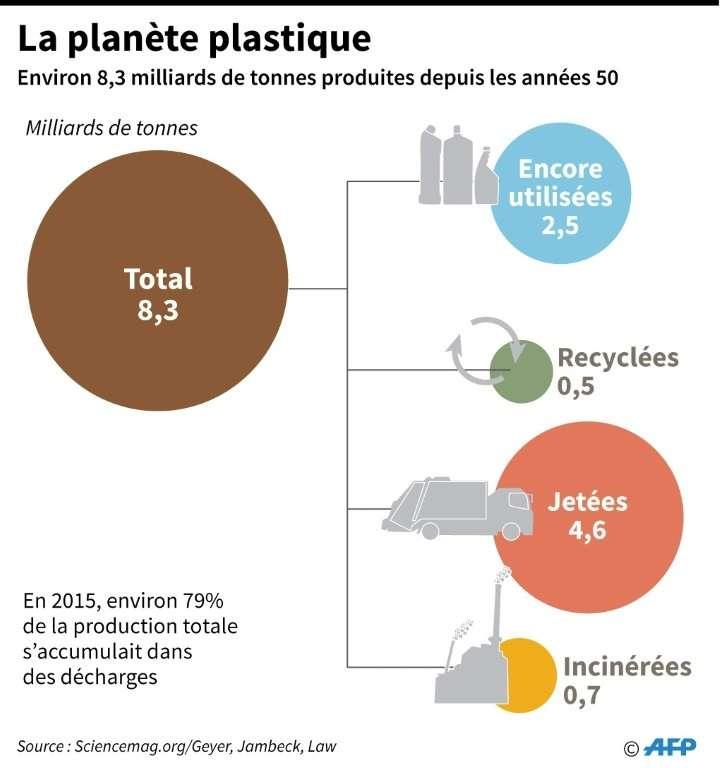 La planète plastique
Environ 8,3 milliards de tonnes produites depuis les années 50
Milliards de tonnes
Total
8,3
Encore
utilisées
2,5
Recyclées
0,5
Jetées
4,6
Incinérées
0,7
En 2015, environ 79%
de la production totale
s’accumulait dans
des décharges
Source : Sciencemag.org/Geyer, Jambeck, Law
© AFP